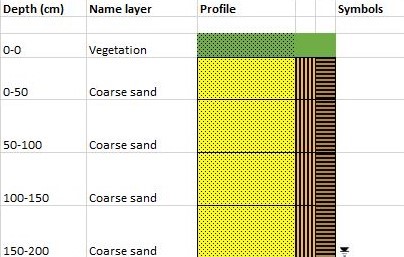 Depth (cm) Name layer Profile Symbols
0-0 Vegetation
0-50 Coarse sand
50-100 Coarse sand
100-150 Coarse sand
150-200 Coarse sand